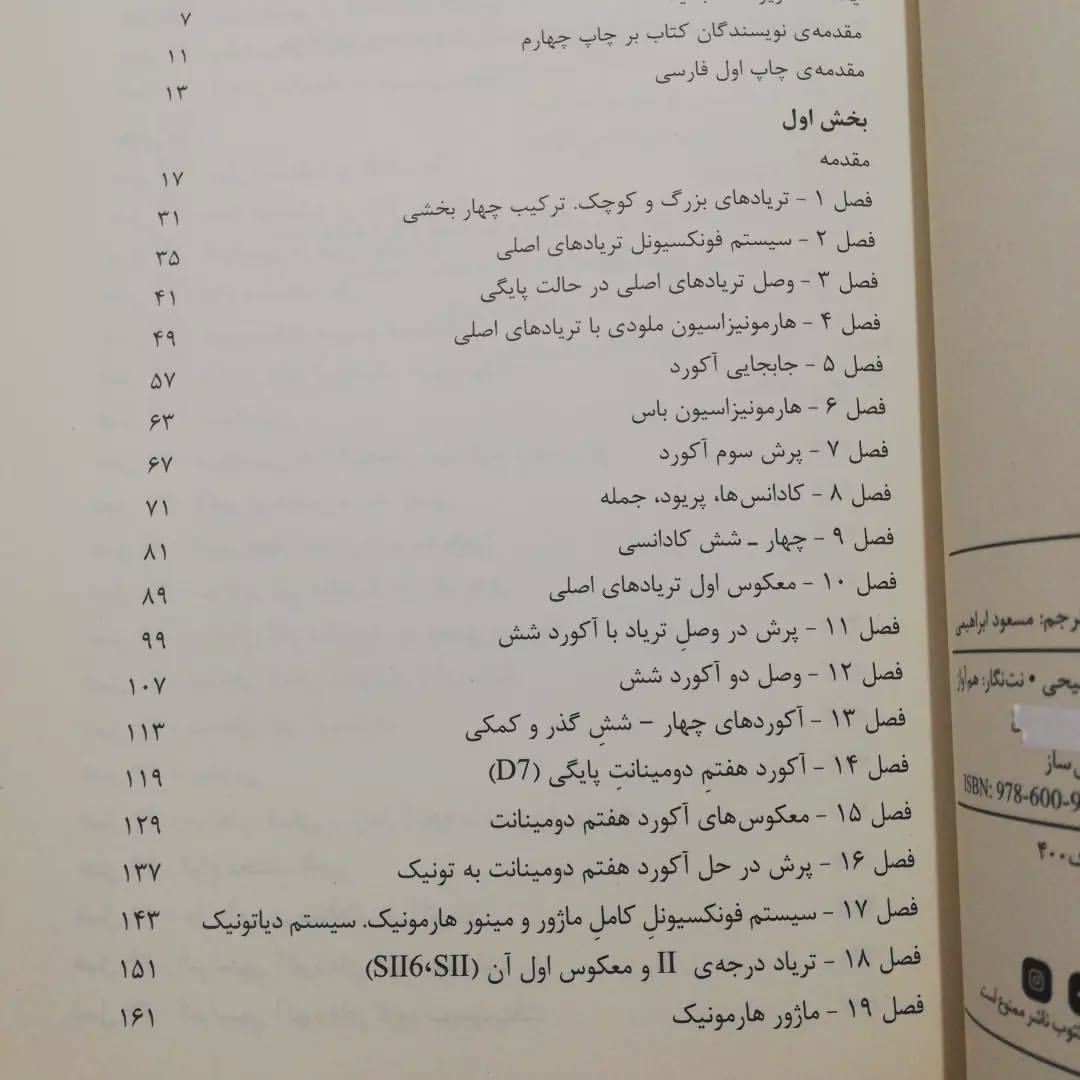 ۷
مقدمه‌ی نویسندگان کتاب بر چاپ چهارم ۱۱
مقدمه‌ی چاپ اول فارسی ۱۳
بخش اول
مقدمه ۱۷
فصل ۱ - تریادهای بزرگ و کوچک. ترکیب چهار بخشی ۳۱
فصل ۲ - سیستم فونکسیونل تریادهای اصلی ۳۵
فصل ۳ - وصل تریادهای اصلی در حالت پایگی ۴۱
فصل ۴ - هارمونیزاسیون ملودی با تریادهای اصلی ۴۹
فصل ۵ - جابجایی آکورد ۵۷
فصل ۶ - هارمونیزاسیون باس ۶۳
فصل ۷ - پرش سوم آکورد ۶۷
فصل ۸ - کادانس‌ها، پریود، جمله ۷۱
فصل ۹ - چهار ـ شش کادانسی ۸۱
فصل ۱۰ - معکوس اول تریادهای اصلی ۸۹
فصل ۱۱ - پرش در وصلِ تریاد با آکورد شش ۹۹
فصل ۱۲ - وصل دو آکورد شش ۱۰۷
فصل ۱۳ - آکوردهای چهار – ششِ گذر و کمکی ۱۱۳
فصل ۱۴ - آکورد هفتمِ دومینانتِ پایگی (D7) ۱۱۹
فصل ۱۵ - معکوس‌های آکورد هفتم دومینانت ۱۲۹
فصل ۱۶ - پرش در حل آکورد هفتم دومینانت به تونیک ۱۳۷
فصل ۱۷ - سیستم فونکسیونلِ کاملِ ماژور و مینور هارمونیک. سیستم دیاتونیک ۱۴۳
فصل ۱۸ - تریاد درجه‌ی II و معکوس اول آن (SII6،SII) ۱۵۱
فصل ۱۹ - ماژور هارمونیک ۱۶۱
مسعود ابراهیمی
نت‌نگار: هم‌آواز
ISBN: 978-600-9
ناشر ممنوع است